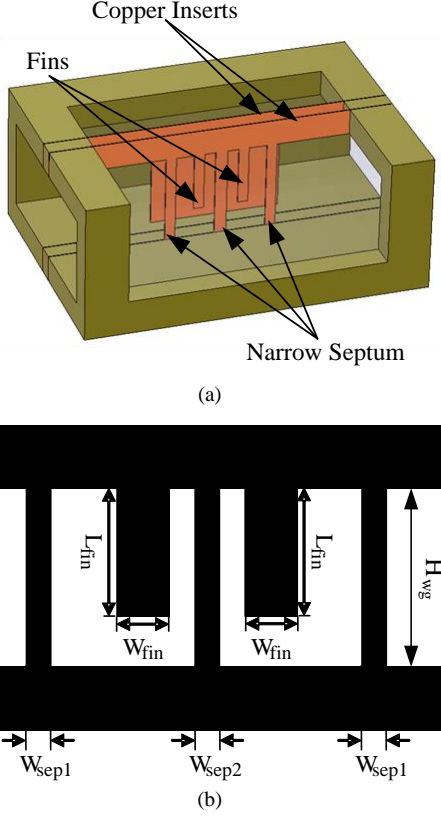 Copper Inserts
Fins
Narrow Septum
(a)
Lfin
Lfin
Hwg
Wfin
Wfin
Wsep1
Wsep2
Wsep1
(b)